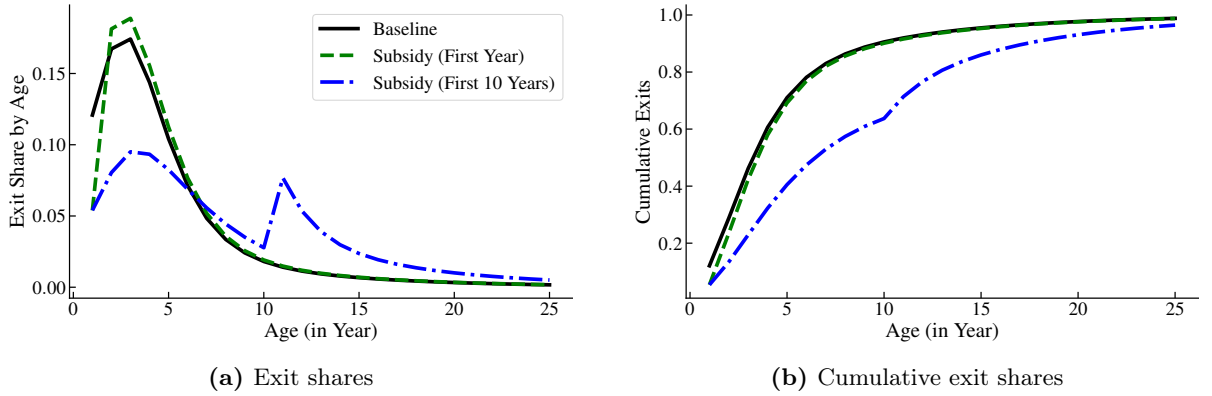 Exit Share by Age
0.15
0.10
0.05
0.00
Baseline
Subsidy (First Year)
Subsidy (First 10 Years)
0 5 10 15 20 25
Age (in Year)
(a) Exit shares
Cumulative Exits
1.0
0.8
0.6
0.4
0.2
0 5 10 15 20 25
Age (in Year)
(b) Cumulative exit shares